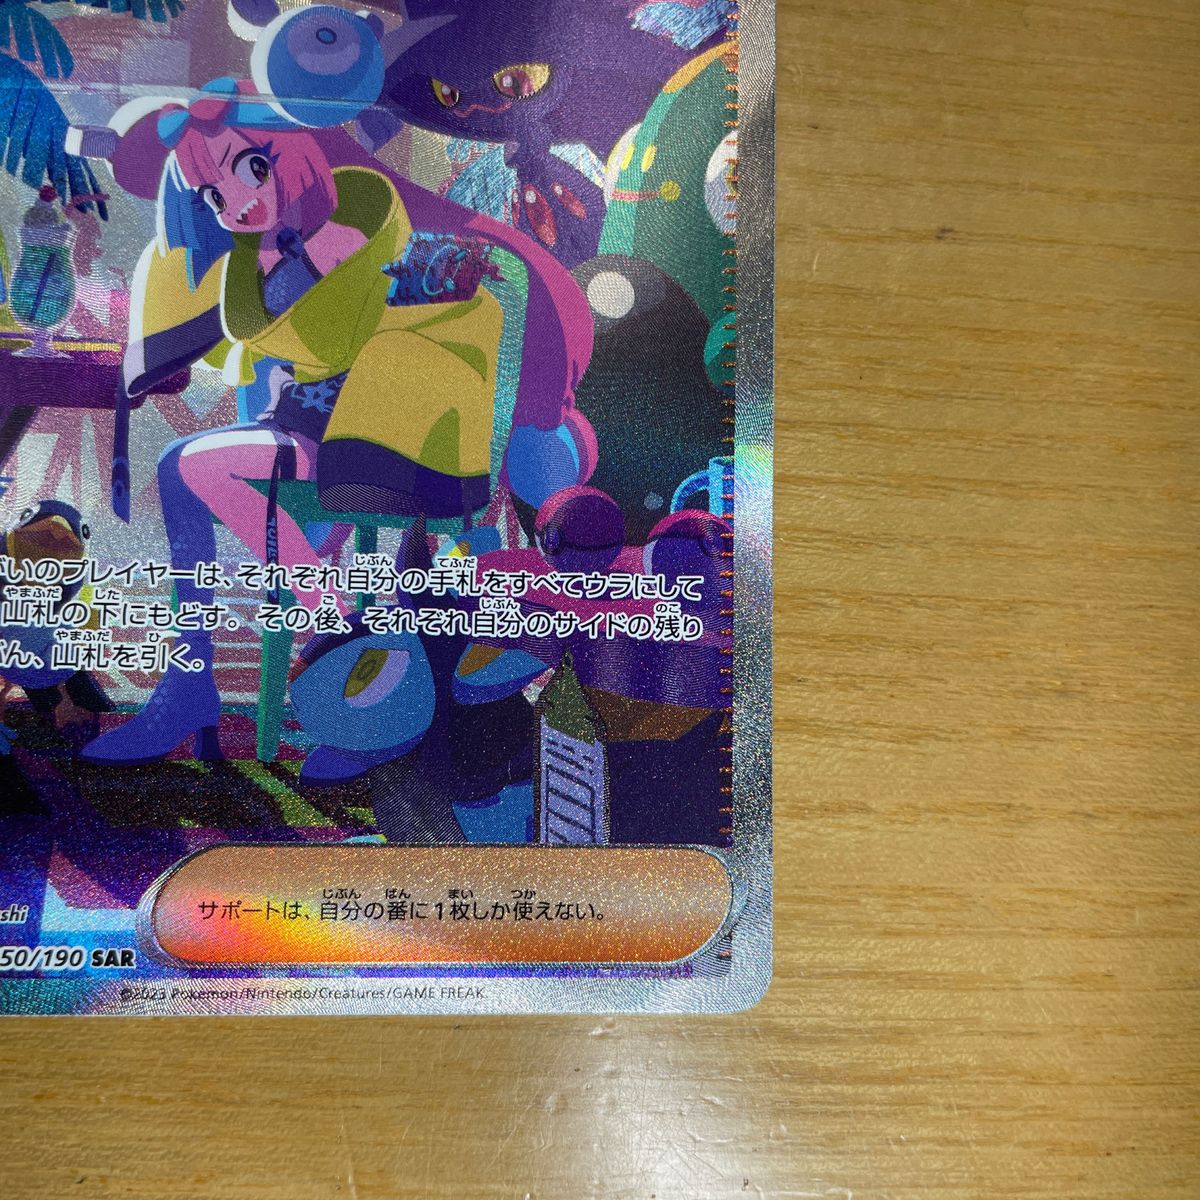 いのプレイヤーは、それぞれ自分の手札をすべてウラにして
山札の下にもどす。その後、それぞれ自分のサイドの残り
ぶん、山札を引く。
サポートは、自分の番に1枚しか使えない。
shi
50/190 SAR
©2023 Pokémon/Nintendo/Creatures/GAME FREAK.